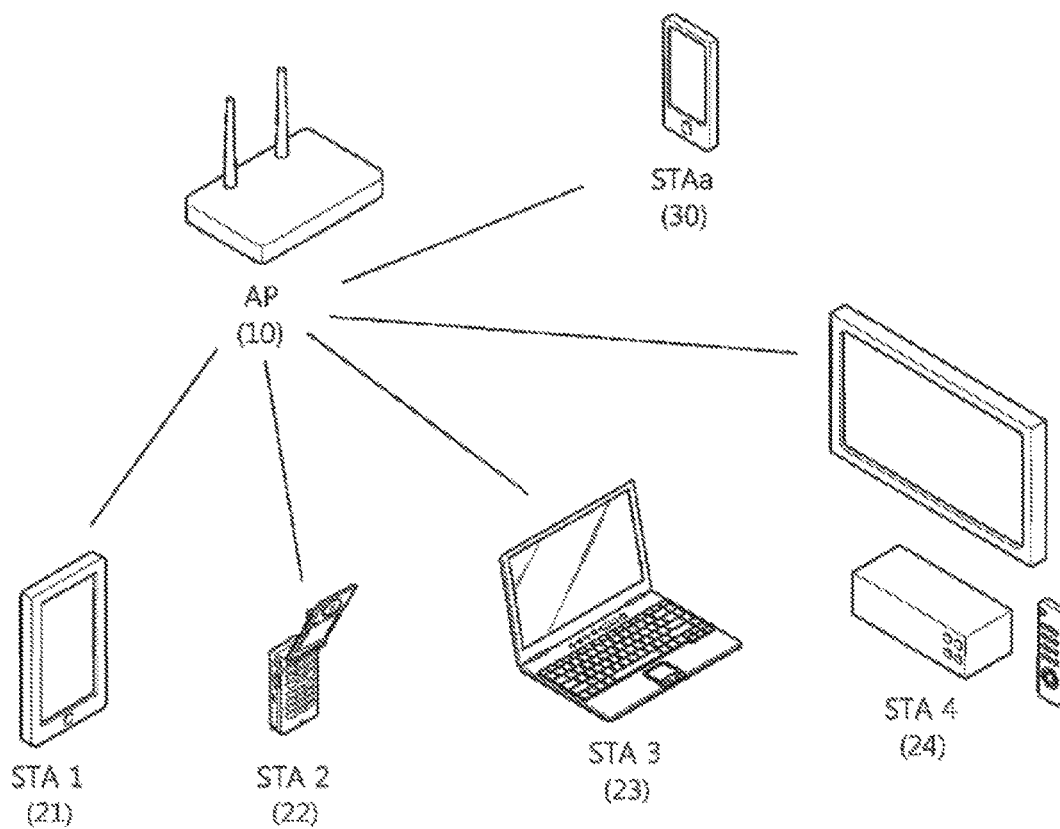 STAa
(30)
AP
(10)
STA 1
(21)
STA 2
(22)
STA 3
(23)
STA 4
(24)